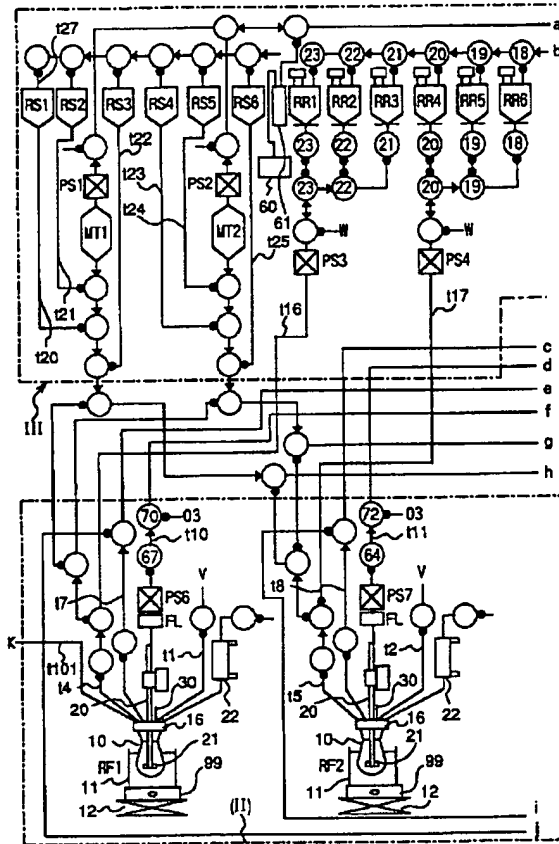 a
t27
23 22 21 20 19 18 b
RS1 RS2 RS3 RS4 RS5 RS6 RR1 RR2 RR3 RR4 RR5 RR6
t22
23 22 21 20 19 18
PS1 t23 PS2 60 23 22 20 19
t24 61
MT1 MT2 t25 W W
PS3 PS4
t21
t16 t17
t20
c
d
III e
f
g
h
70 03 72 03
t10 t11
67 64
t7 PS6 V t8 PS7 V
FL FL
K
t101 t1 t2
t4 30 t5 30
20 22 20 22
16 16
10 21 10 21
RF1 RF2
11 99 11 99
12 12
i
(II) j